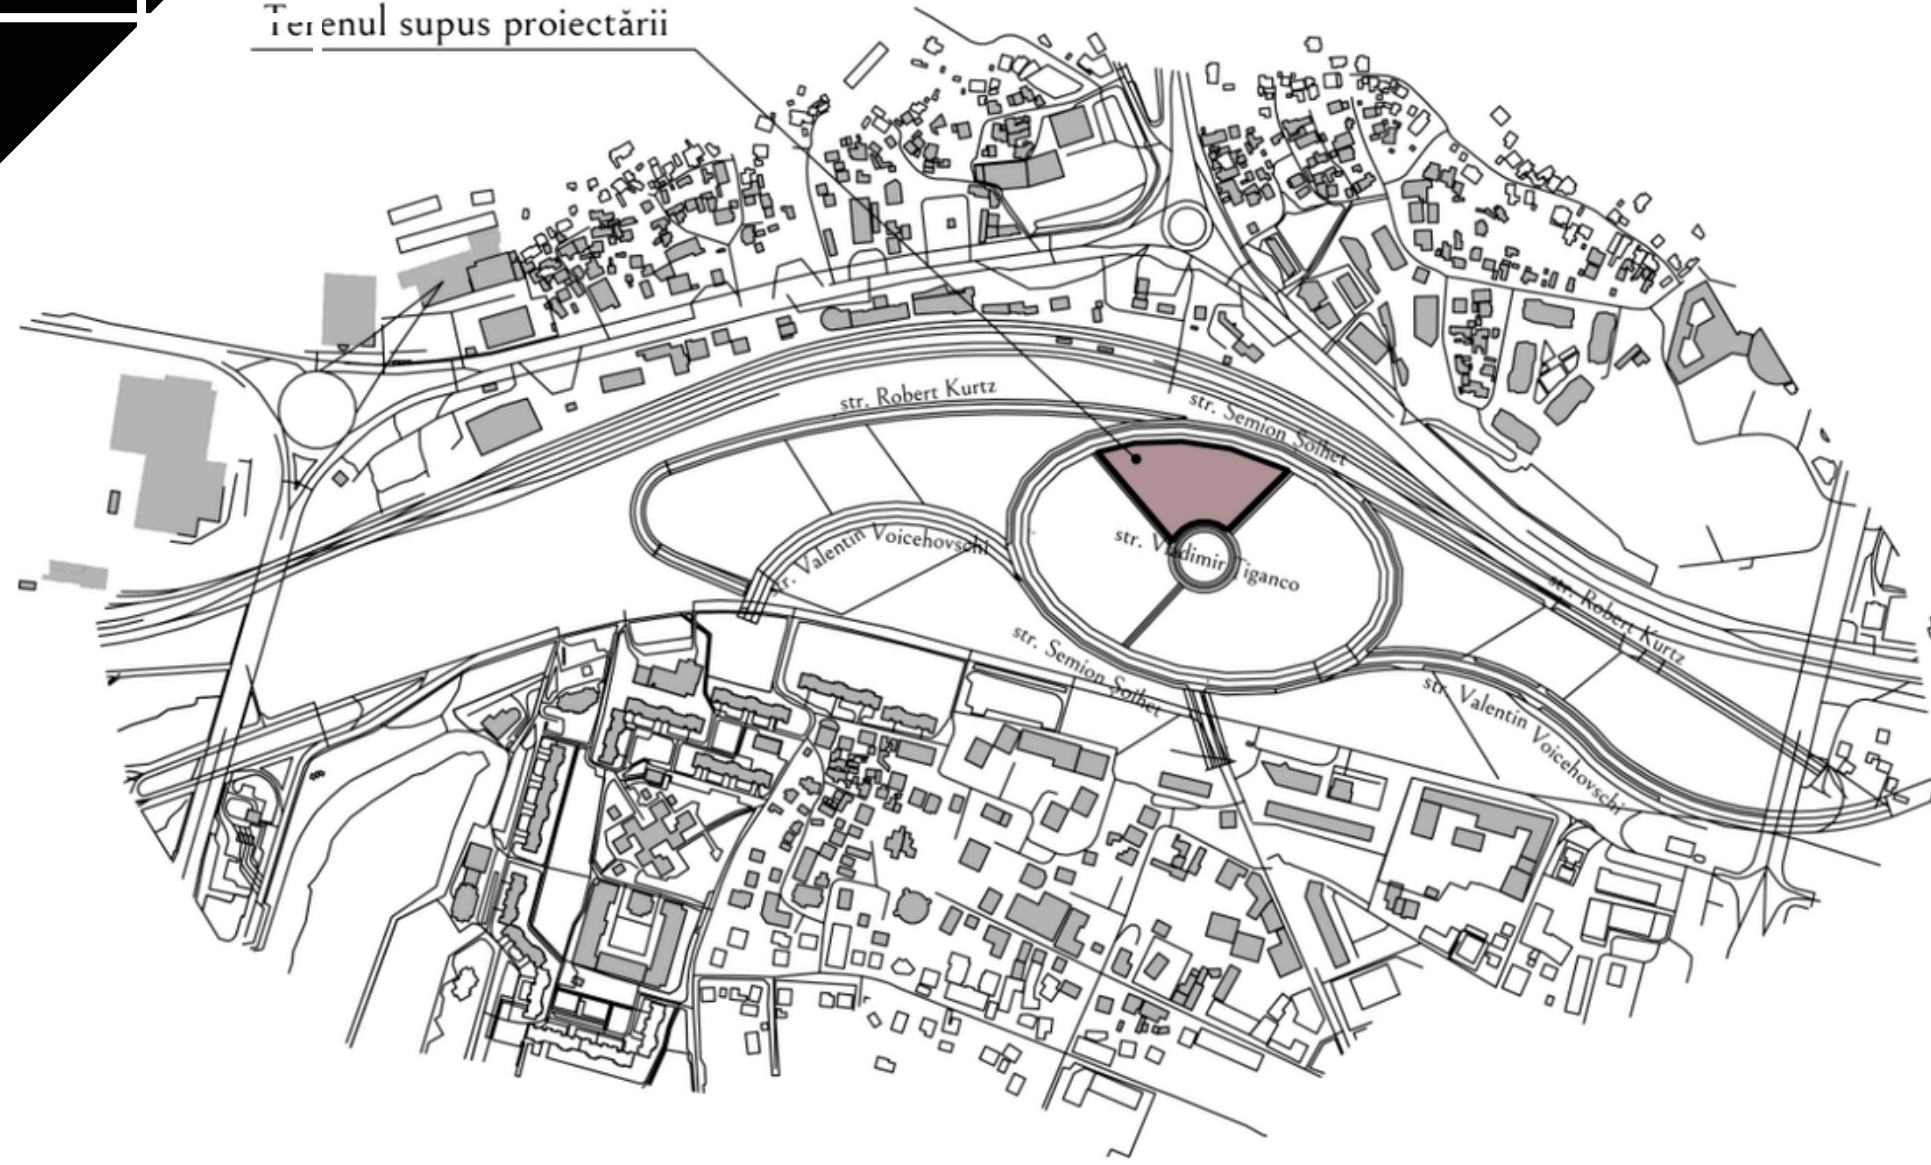 Terenul supus proiectării
str. Robert Kurtz
str. Semion Soihet
str. Valentin Voicehovschi
str. Vladimir Tiganco
str. Robert Kurtz
str. Semion Soihet
str. Valentin Voicehovschi